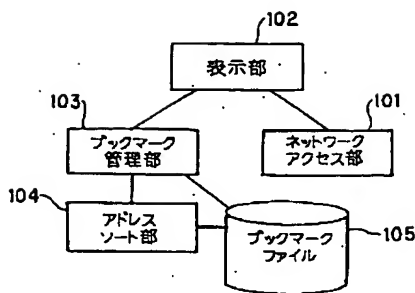 102
表示部
103
ブックマーク
管理部
101
ネットワーク
アクセス部
104
アドレス
ソート部
ブックマーク
ファイル
105